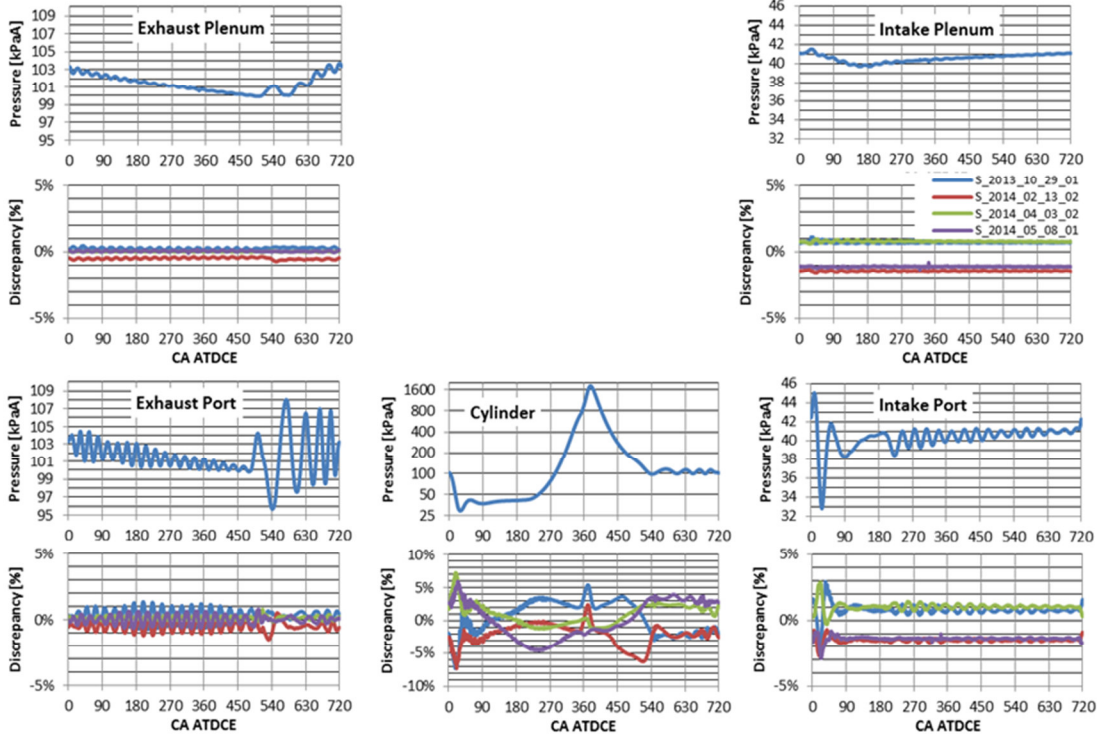 Exhaust Plenum
Pressure [kPaA]
109
107
105
103
101
99
97
95
0 90 180 270 360 450 540 630 720
Intake Plenum
Pressure [kPaA]
46
44
42
40
38
36
34
32
0 90 180 270 360 450 540 630 720
Discrepancy [%]
5%
0%
-5%
0 90 180 270 360 450 540 630 720
CA ATDCE
Discrepancy [%]
5%
0%
-5%
S_2013_10_29_01
S_2014_02_13_02
S_2014_04_03_02
S_2014_05_08_01
0 90 180 270 360 450 540 630 720
CA ATDCE
Exhaust Port
Pressure [kPaA]
109
107
105
103
101
99
97
95
0 90 180 270 360 450 540 630 720
Cylinder
Pressure [kPaA]
1600
800
400
200
100
50
25
0 90 180 270 360 450 540 630 720
Intake Port
Pressure [kPaA]
46
44
42
40
38
36
34
32
0 90 180 270 360 450 540 630 720
Discrepancy [%]
5%
0%
-5%
0 90 180 270 360 450 540 630 720
CA ATDCE
Discrepancy [%]
10%
5%
0%
-5%
-10%
0 90 180 270 360 450 540 630 720
CA ATDCE
Discrepancy [%]
5%
0%
-5%
0 90 180 270 360 450 540 630 720
CA ATDCE